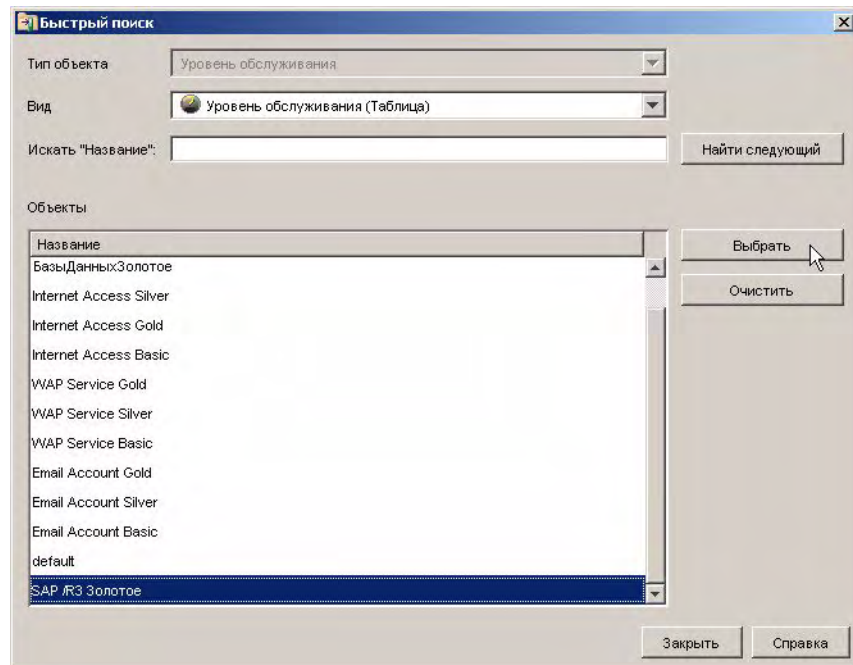 Быстрый поиск
Тип объекта Уровень обслуживания
Вид Уровень обслуживания (Таблица)
Искать "Название": Найти следующий
Объекты
Название Выбрать
БазыДанныхЗолотое
Очистить
Internet Access Silver
Internet Access Gold
Internet Access Basic
WAP Service Gold
WAP Service Silver
WAP Service Basic
Email Account Gold
Email Account Silver
Email Account Basic
default
SAP /R3 Золотое
Закрыть Справка